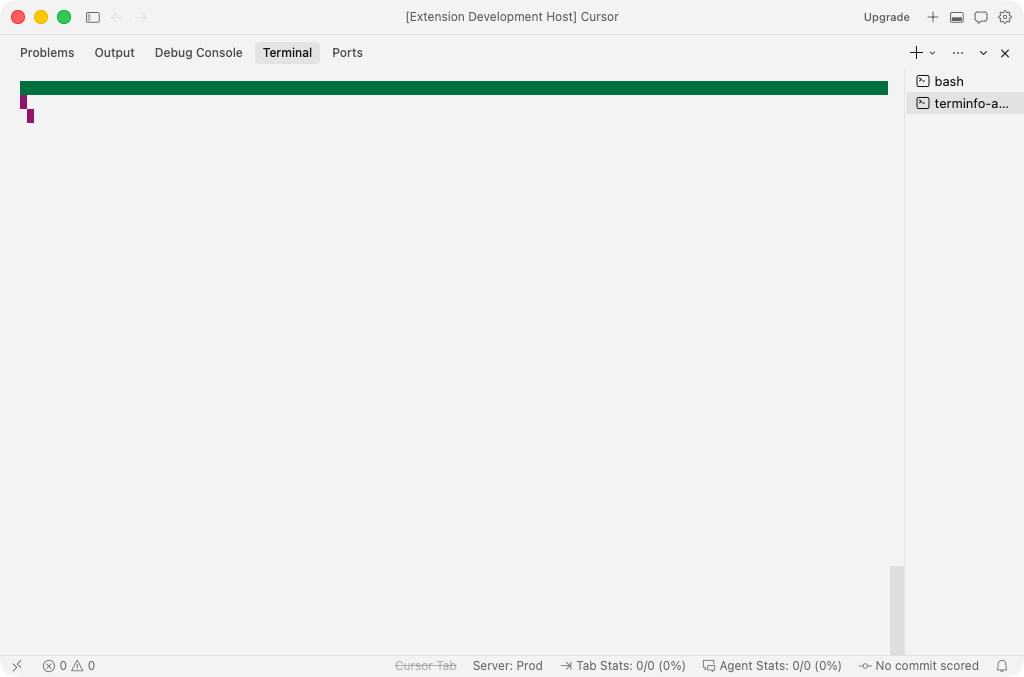 [Extension Development Host] Cursor
Upgrade
Problems Output Debug Console Terminal Ports
bash
terminfo-a...
0 0 Cursor Tab Server: Prod Tab Stats: 0/0 (0%) Agent Stats: 0/0 (0%) No commit scored